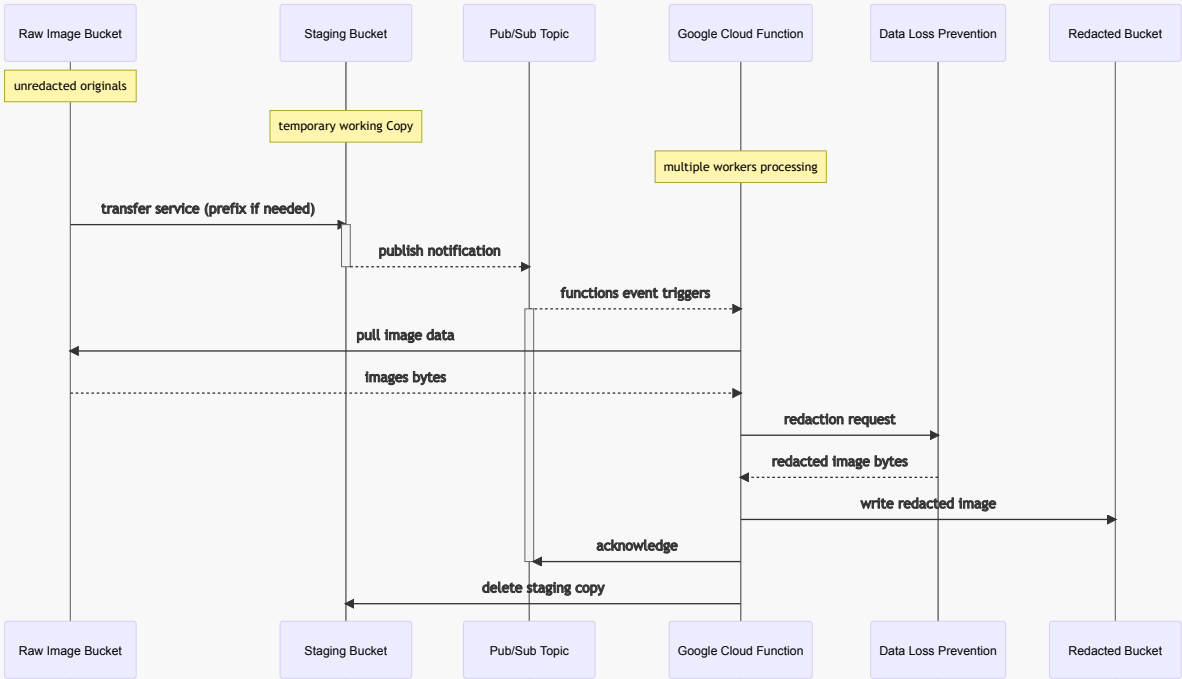 Raw Image Bucket
Staging Bucket
Pub/Sub Topic
Google Cloud Function
Data Loss Prevention
Redacted Bucket
unredacted originals
temporary working Copy
multiple workers processing
transfer service (prefix if needed)
publish notification
functions event triggers
pull image data
images bytes
redaction request
redacted image bytes
write redacted image
acknowledge
delete staging copy
Raw Image Bucket
Staging Bucket
Pub/Sub Topic
Google Cloud Function
Data Loss Prevention
Redacted Bucket